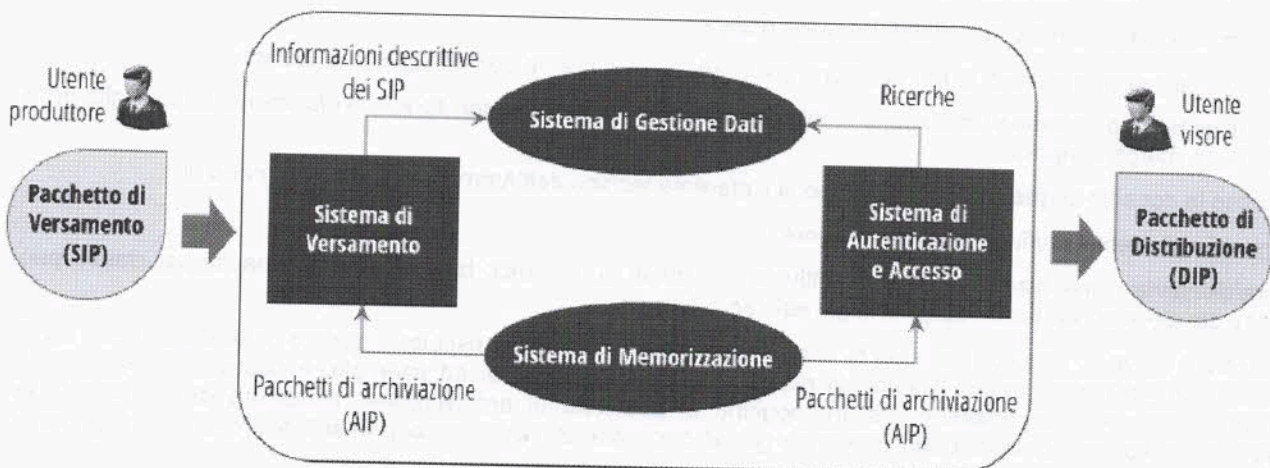 Utente
produttore
Pacchetto di
Versamento
(SIP)
Informazioni descrittive
dei SIP
Sistema di Gestione Dati
Ricerche
Sistema di
Versamento
Sistema di
Autenticazione
e Accesso
Sistema di Memorizzazione
Pacchetti di archiviazione
(AIP)
Pacchetti di archiviazione
(AIP)
Utente
visore
Pacchetto di
Distribuzione
(DIP)